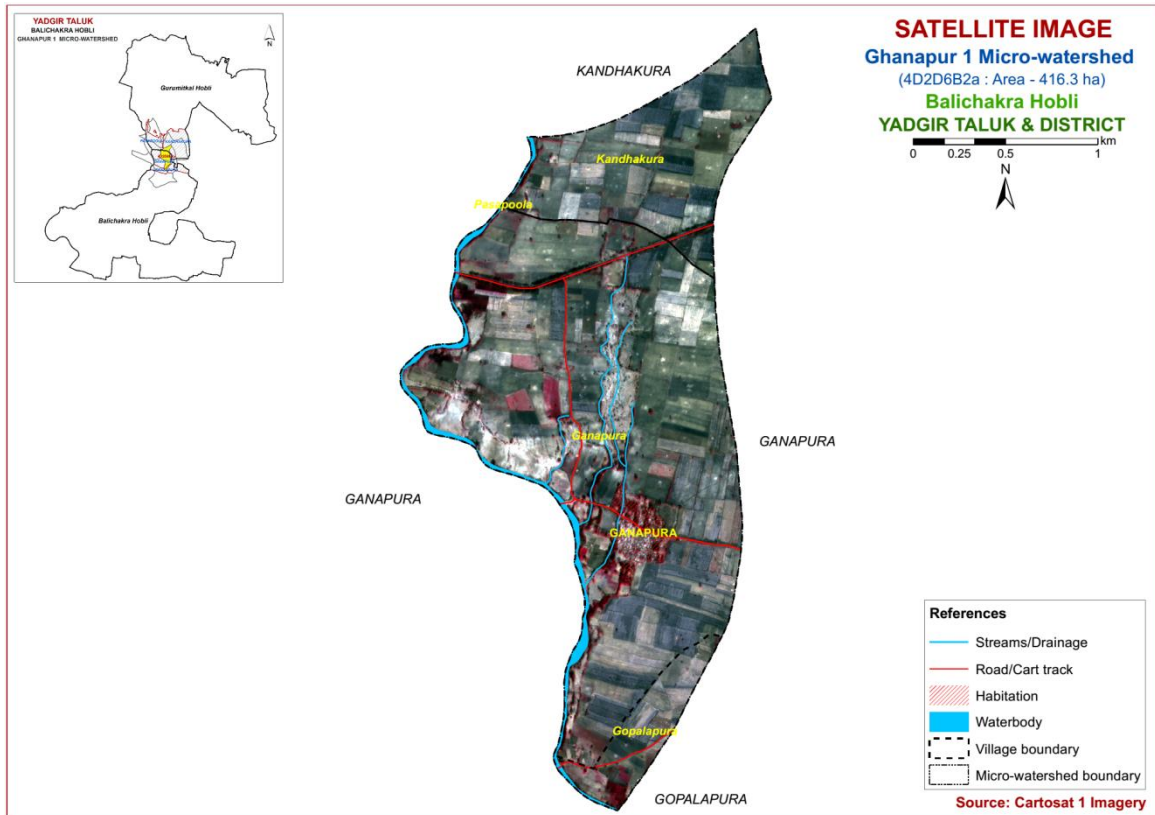 YADGIR TALUK
BALICHAKRA HOBLI
GHANAPUR 1 MICRO-WATERSHED
N
Gurumitkal Hobli
Balichakra Hobli
SATELLITE IMAGE
Ghanapur 1 Micro-watershed
(4D2D6B2a : Area - 416.3 ha)
Balichakra Hobli
YADGIR TALUK & DISTRICT
km
0 0.25 0.5 1
N
KANDHAKURA
Kandhakura
Pasapoola
Ganapura
GANAPURA
GANAPURA
GANAPURA
Gopalapura
GOPALAPURA
References
Streams/Drainage
Road/Cart track
Habitation
Waterbody
Village boundary
Micro-watershed boundary
Source: Cartosat 1 Imagery